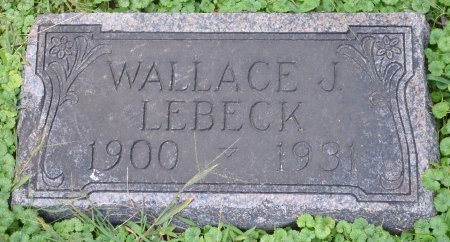 WALLACE J.
LEBECK
1900 - 1931